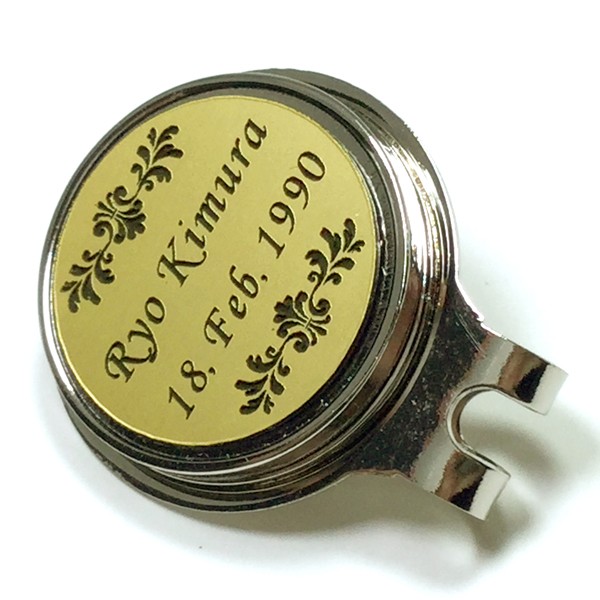 Ryo Kimura
18, Feb, 1990